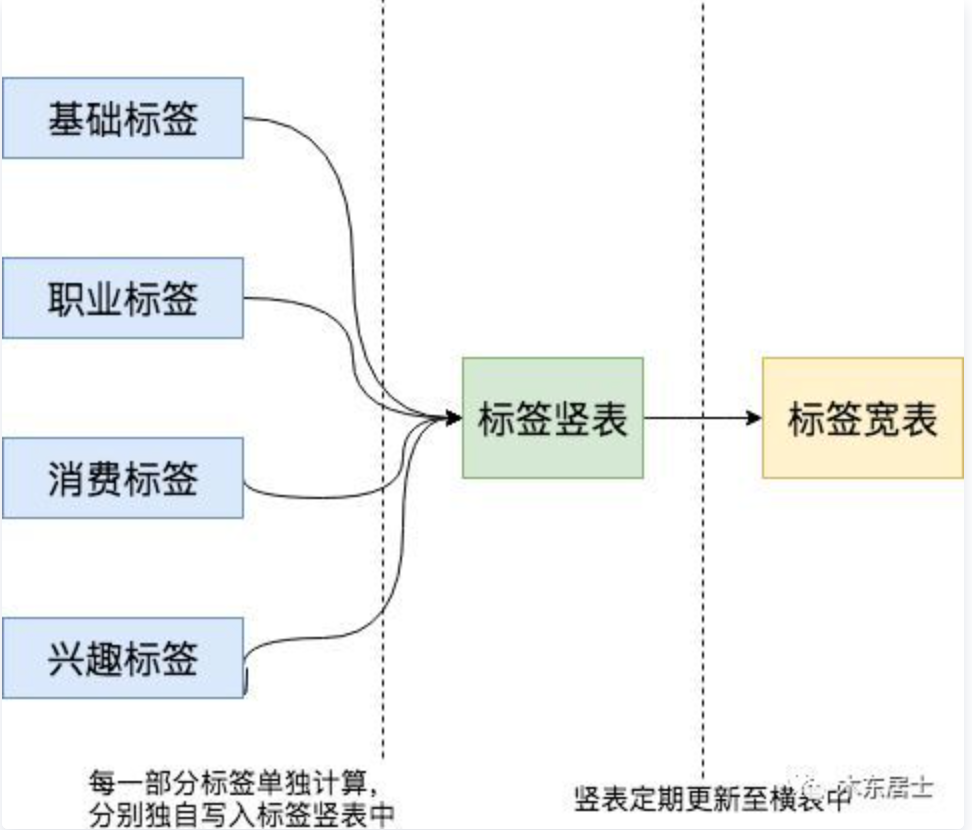 基础标签
职业标签
消费标签
兴趣标签
标签竖表
标签宽表
每一部分标签单独计算，
分别独自写入标签竖表中
竖表定期更新至横表中
木东居士